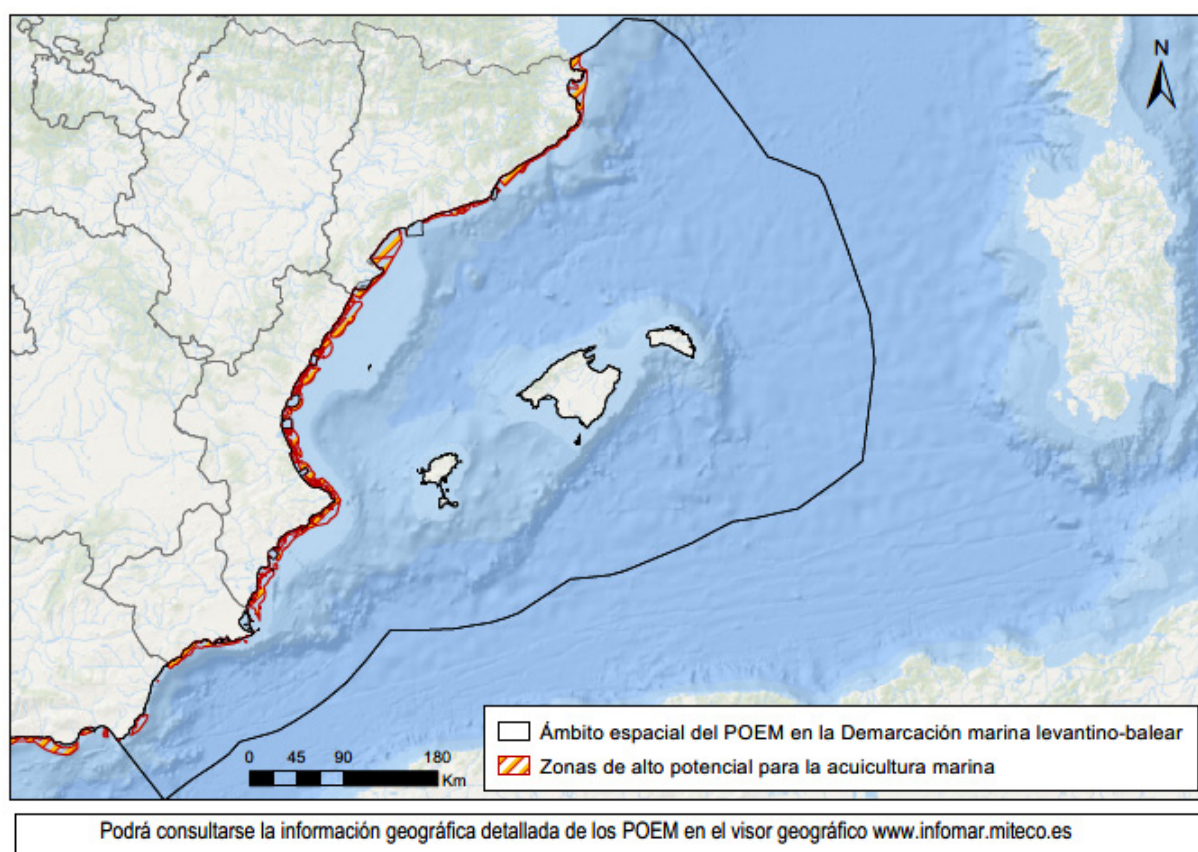 N
Ámbito espacial del POEM en la Demarcación marina levantino-balear
Zonas de alto potencial para la acuicultura marina
0 45 90 180
Km
Podrá consultarse la información geográfica detallada de los POEM en el visor geográfico www.infomar.miteco.es